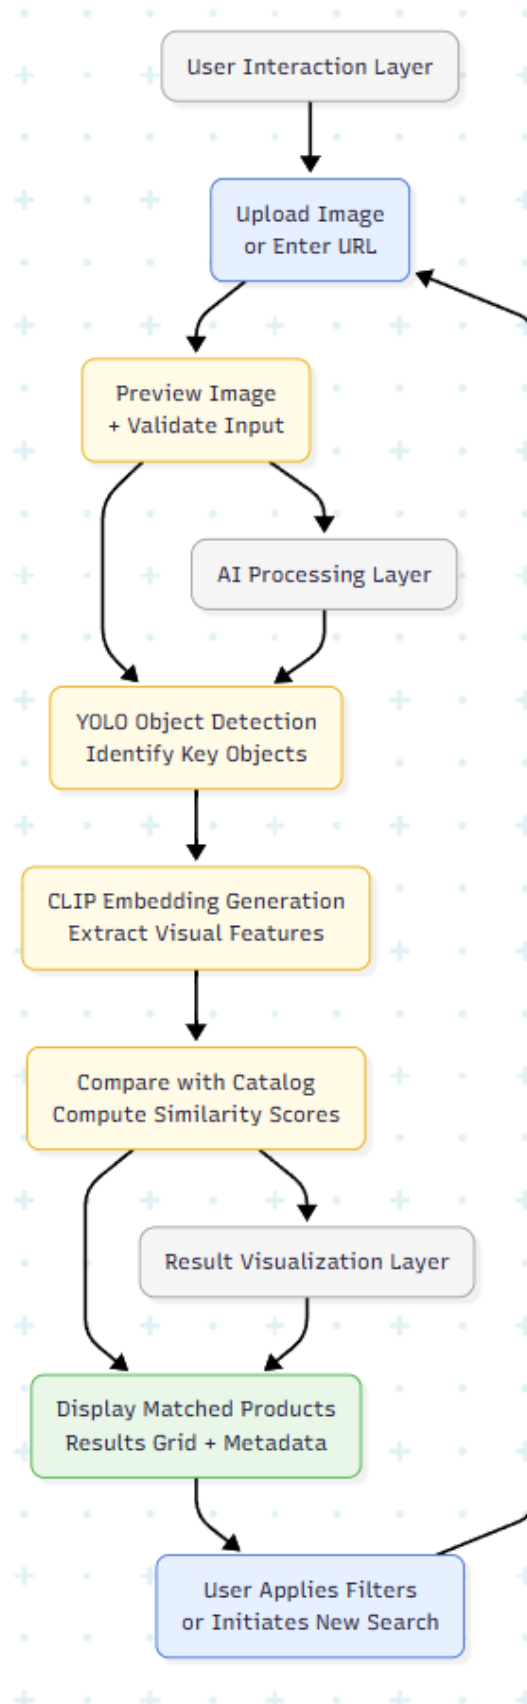 User Interaction Layer
Upload Image
or Enter URL
Preview Image
+ Validate Input
AI Processing Layer
YOLO Object Detection
Identify Key Objects
CLIP Embedding Generation
Extract Visual Features
Compare with Catalog
Compute Similarity Scores
Result Visualization Layer
Display Matched Products
Results Grid + Metadata
User Applies Filters
or Initiates New Search